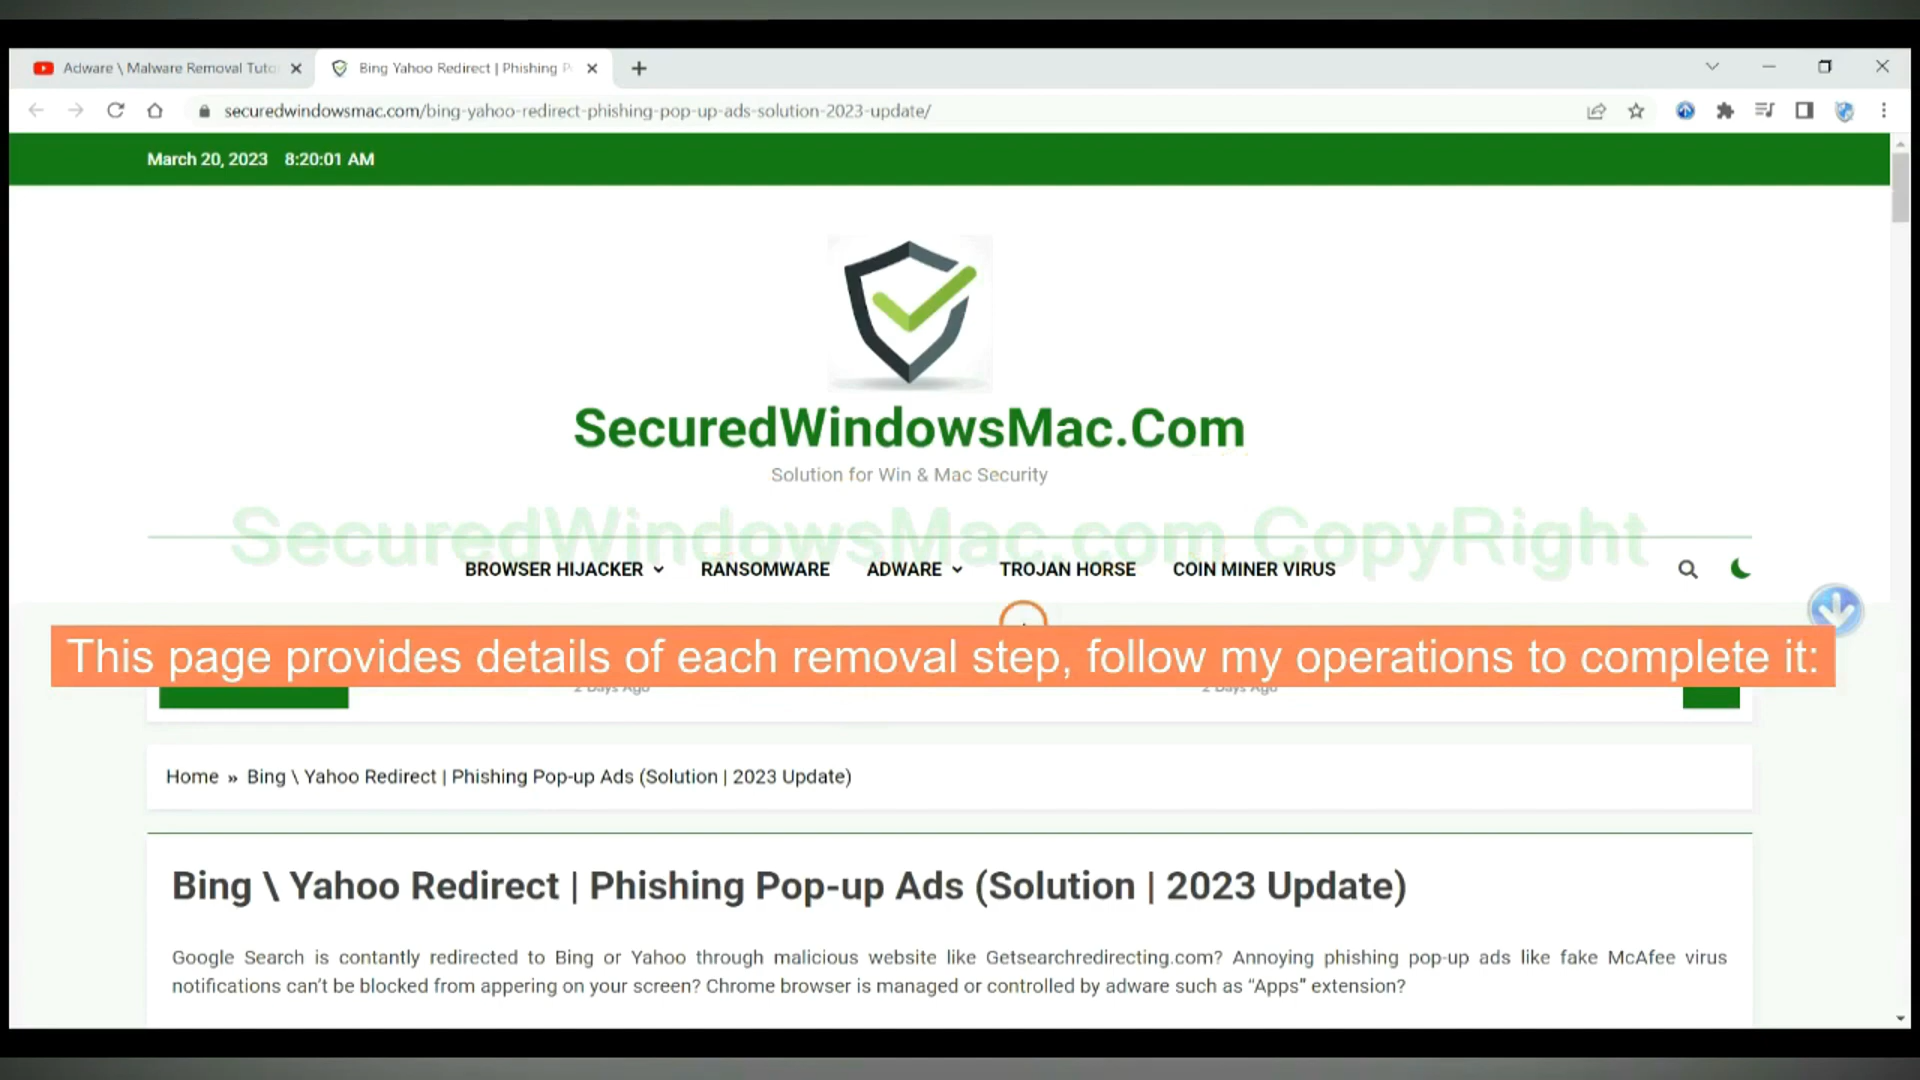 Adware \ Malware Removal Tuto
Bing Yahoo Redirect | Phishing P
securedwindowsmac.com/bing-yahoo-redirect-phishing-pop-up-ads-solution-2023-update/
March 20, 2023 8:20:01 AM
SecuredWindowsMac.Com
Solution for Win & Mac Security
SecuredWindowsMac.com CopyRight
BROWSER HIJACKER RANSOMWARE ADWARE TROJAN HORSE COIN MINER VIRUS
This page provides details of each removal step, follow my operations to complete it:
2 Days Ago 2 Days Ago
Home » Bing \ Yahoo Redirect | Phishing Pop-up Ads (Solution | 2023 Update)
Bing \ Yahoo Redirect | Phishing Pop-up Ads (Solution | 2023 Update)
Google Search is contantly redirected to Bing or Yahoo through malicious website like Getsearchredirecting.com? Annoying phishing pop-up ads like fake McAfee virus
notifications can't be blocked from appering on your screen? Chrome browser is managed or controlled by adware such as “Apps” extension?